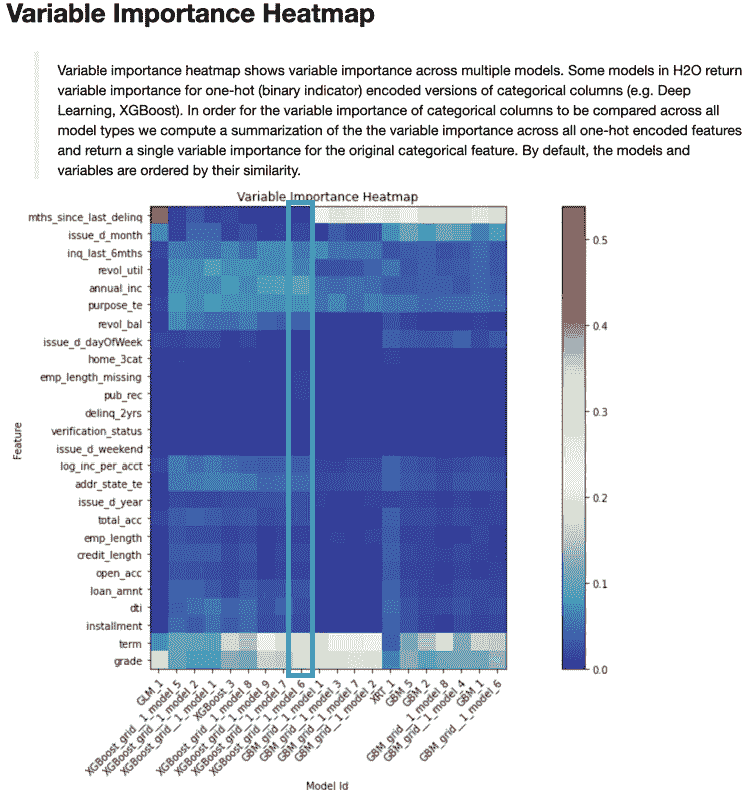 Variable Importance Heatmap
Variable importance heatmap shows variable importance across multiple models. Some models in H2O return
variable importance for one-hot (binary indicator) encoded versions of categorical columns (e.g. Deep
Learning, XGBoost). In order for the variable importance of categorical columns to be compared across all
model types we compute a summarization of the the variable importance across all one-hot encoded features
and return a single variable importance for the original categorical feature. By default, the models and
variables are ordered by their similarity.
Variable Importance Heatmap
mths_since_last_delinq
issue_d_month
inq_last_6mths
revol_util
annual_inc
purpose_te
revol_bal
issue_d_dayOfWeek
home_3cat
emp_length_missing
pub_rec
delinq_2yrs
verification_status
issue_d_weekend
log_inc_per_acct
addr_state_te
issue_d_year
total_acc
emp_length
credit_length
open_acc
loan_amnt
dti
installment
term
grade
Feature
0.5
0.4
0.3
0.2
0.1
0.0
GLM_1
XGBoost_grid__1_model_5
XGBoost_grid__1_model_2
XGBoost_grid__1_model_1
XGBoost_3
XGBoost_grid__1_model_8
XGBoost_grid__1_model_9
XGBoost_grid__1_model_7
XGBoost_grid__1_model_6
GBM_grid__1_model_1
GBM_grid__1_model_3
GBM_grid__1_model_7
GBM_grid__1_model_2
XRT_1
GBM_5
GBM_2
GBM_grid__1_model_8
GBM_grid__1_model_4
GBM_1
GBM_grid__1_model_6
Model Id